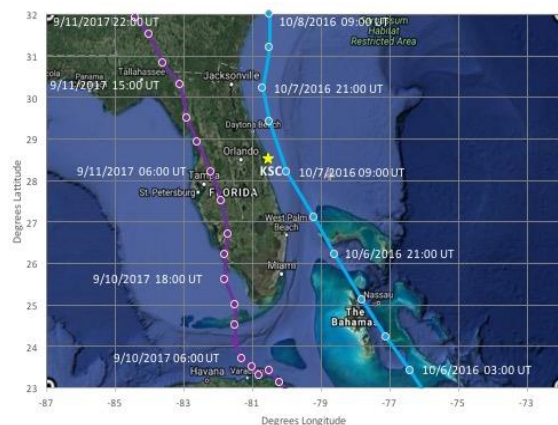 32
31
30
29
28
27
26
25
24
23
Degrees Lattitude
9/11/2017 22:00 UT
10/8/2016 09:00 UT
Habitat
Restricted Area
Panama
Tallahassee
Jacksonville
9/11/2017 15:00 UT
10/7/2016 21:00 UT
Daytona Beach
Orlando
KSC
9/11/2017 06:00 UT
10/7/2016 09:00 UT
Tampa
St. Petersburg
FLORIDA
West Palm
Beach
10/6/2016 21:00 UT
Miami
9/10/2017 18:00 UT
Nassau
The
Bahamas
9/10/2017 06:00 UT
10/6/2016 03:00 UT
Havana
-87
-85
-83
-81
-79
-77
-75
-73
Degrees Longitude